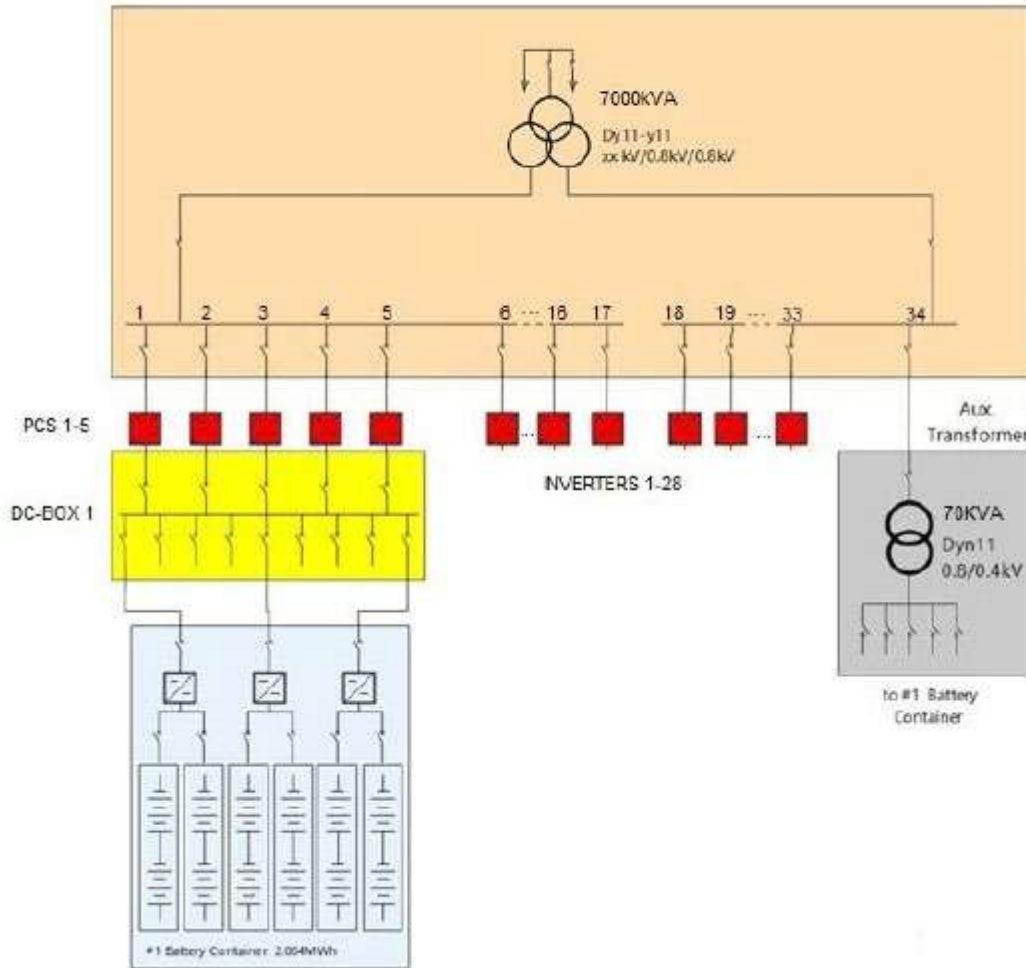 7000kVA
Dy11-y11
zx kV/0.8kV/0.8kV
1 2 3 4 5 6 ... 16 17 18 19 ... 33 34
PCS 1-5
... ...
Aux.
Transformer
INVERTERS 1-28
DC-BOX 1
70KVA
Dyn11
0.8/0.4kV
to #1 Battery
Container
#1 Battery Container 2.064MWh